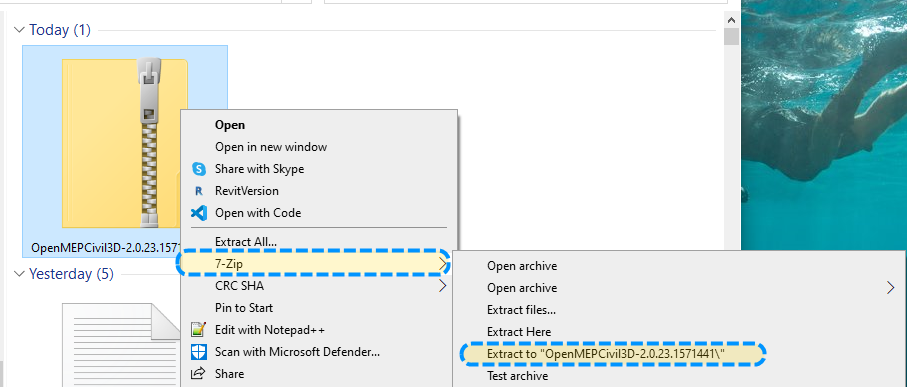 Today (1)
Open
Open in new window
Share with Skype
R RevitVersion
Open with Code
Extract All...
OpenMEPCivil3D-2.0.23.1571
7-Zip
CRC SHA
Pin to Start
Edit with Notepad++
Scan with Microsoft Defender...
Share
Open archive
Open archive
Extract files...
Extract Here
Extract to "OpenMEPCivil3D-2.0.23.1571441\"
Test archive
Yesterday (5)